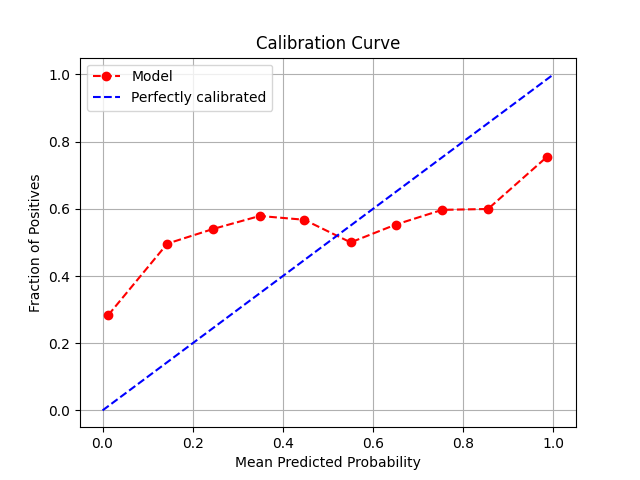 Calibration Curve
Model
Perfectly calibrated
1.0
0.8
0.6
0.4
0.2
0.0
Fraction of Positives
0.0 0.2 0.4 0.6 0.8 1.0
Mean Predicted Probability